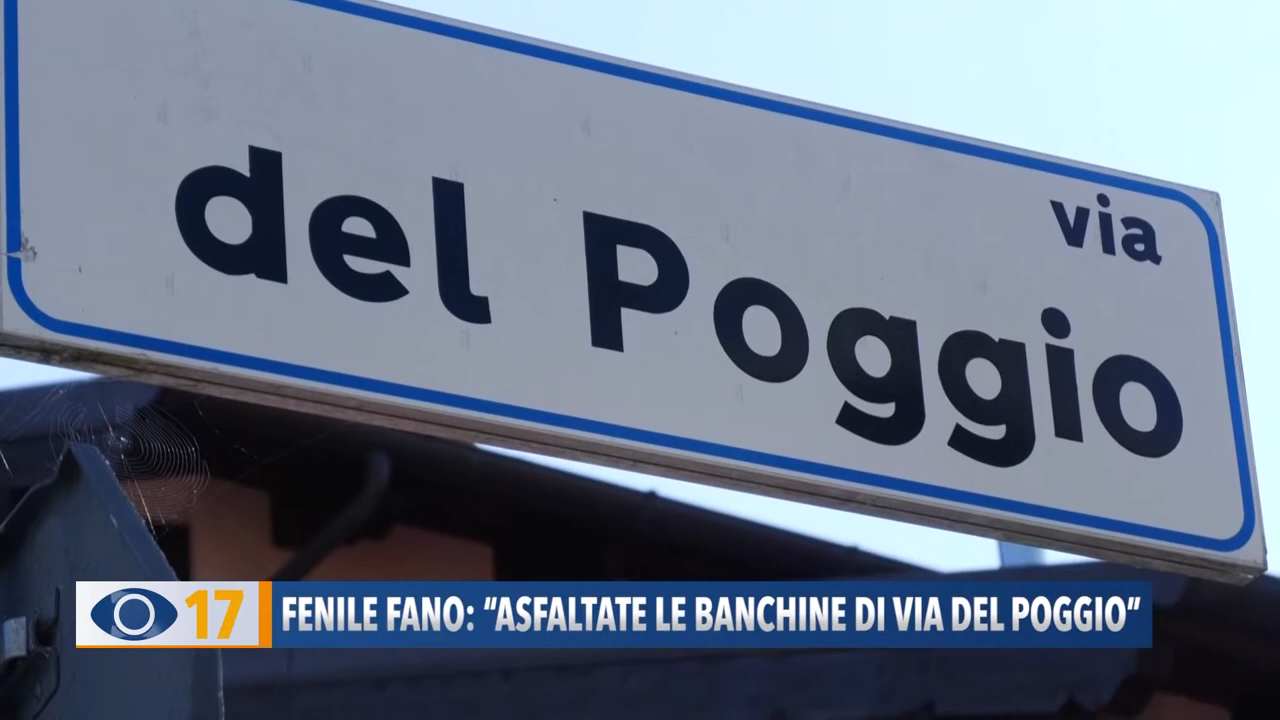 via
del Poggio
17
FENILE FANO: “ASFALTATE LE BANCHINE DI VIA DEL POGGIO”